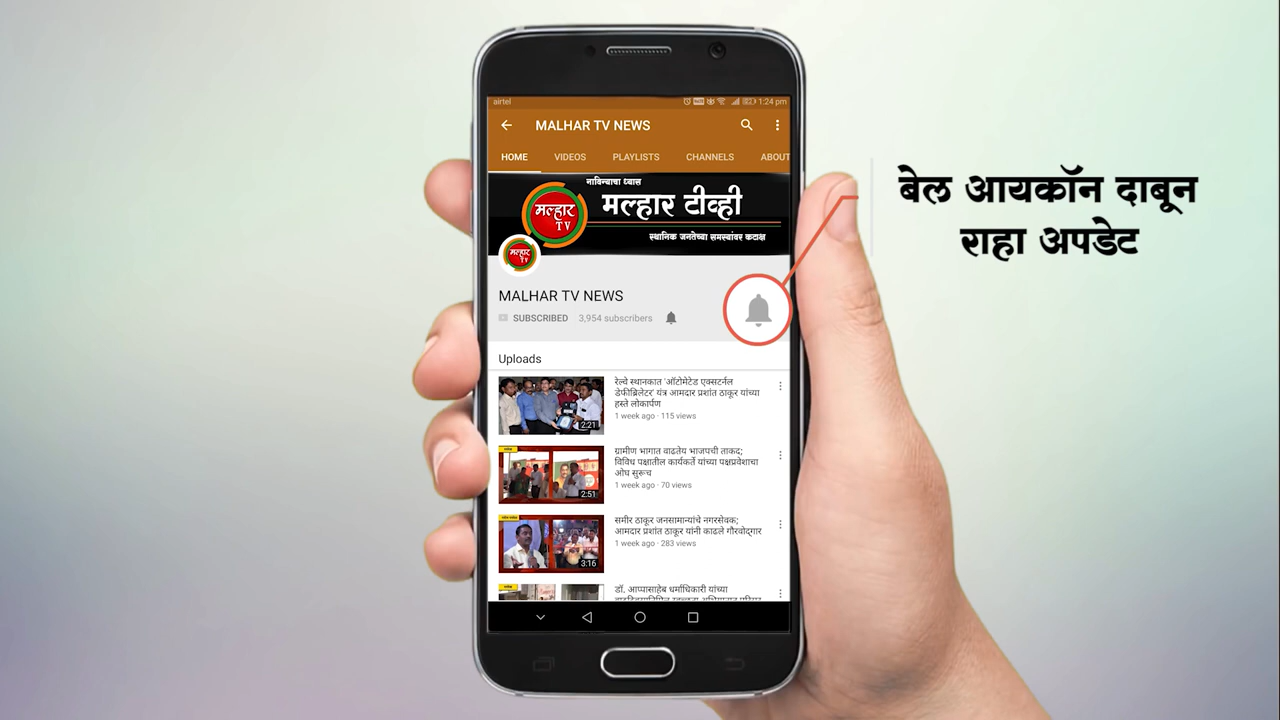 airtel 1:24 pm
MALHAR TV NEWS
HOME VIDEOS PLAYLISTS CHANNELS ABOUT
नाविन्याचा ध्यास
मल्हार टीव्ही
स्थानिक जनतेच्या समस्यांवर कटाक्ष
मल्हार
TV
मल्हार
TV
MALHAR TV NEWS
SUBSCRIBED 3,954 subscribers
Uploads
रेल्वे स्थानकात 'ऑटोमेटेड एक्सटर्नल
डेफीब्रिलेटर' यंत्र आमदार प्रशांत ठाकूर यांच्या
हस्ते लोकार्पण
1 week ago · 115 views
2:21
ग्रामीण भागात वाढतेय भाजपची ताकद;
विविध पक्षातील कार्यकर्ते यांच्या पक्षप्रवेशाचा
ओघ सुरूच
1 week ago · 70 views
2:51
समीर ठाकूर जनसामान्यांचे नगरसेवक;
आमदार प्रशांत ठाकूर यांनी काढले गौरवोद्गार
1 week ago · 283 views
3:16
डॉ. आप्पासाहेब धर्माधिकारी यांच्या
बेल आयकॉन दाबून
राहा अपडेट